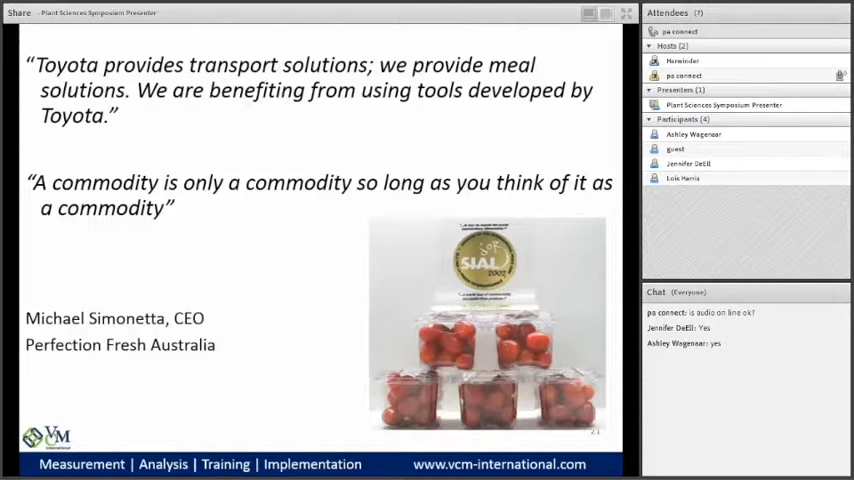 Share - Plant Sciences Symposium Presenter
"Toyota provides transport solutions; we provide meal
solutions. We are benefiting from using tools developed by
Toyota."
"A commodity is only a commodity so long as you think of it as
a commodity"
SIAL
2002
Michael Simonetta, CEO
Perfection Fresh Australia
21
VCM
International
Measurement | Analysis | Training | Implementation
www.vcm-international.com
Attendees (7)
pa connect
Hosts (2)
Harwinder
pa connect
Presenters (1)
Plant Sciences Symposium Presenter
Participants (4)
Ashley Wagenaar
guest
Jennifer DeEll
Lois Harris
Chat (Everyone)
pa connect: is audio on line ok?
Jennifer DeEll: Yes
Ashley Wagenaar: yes